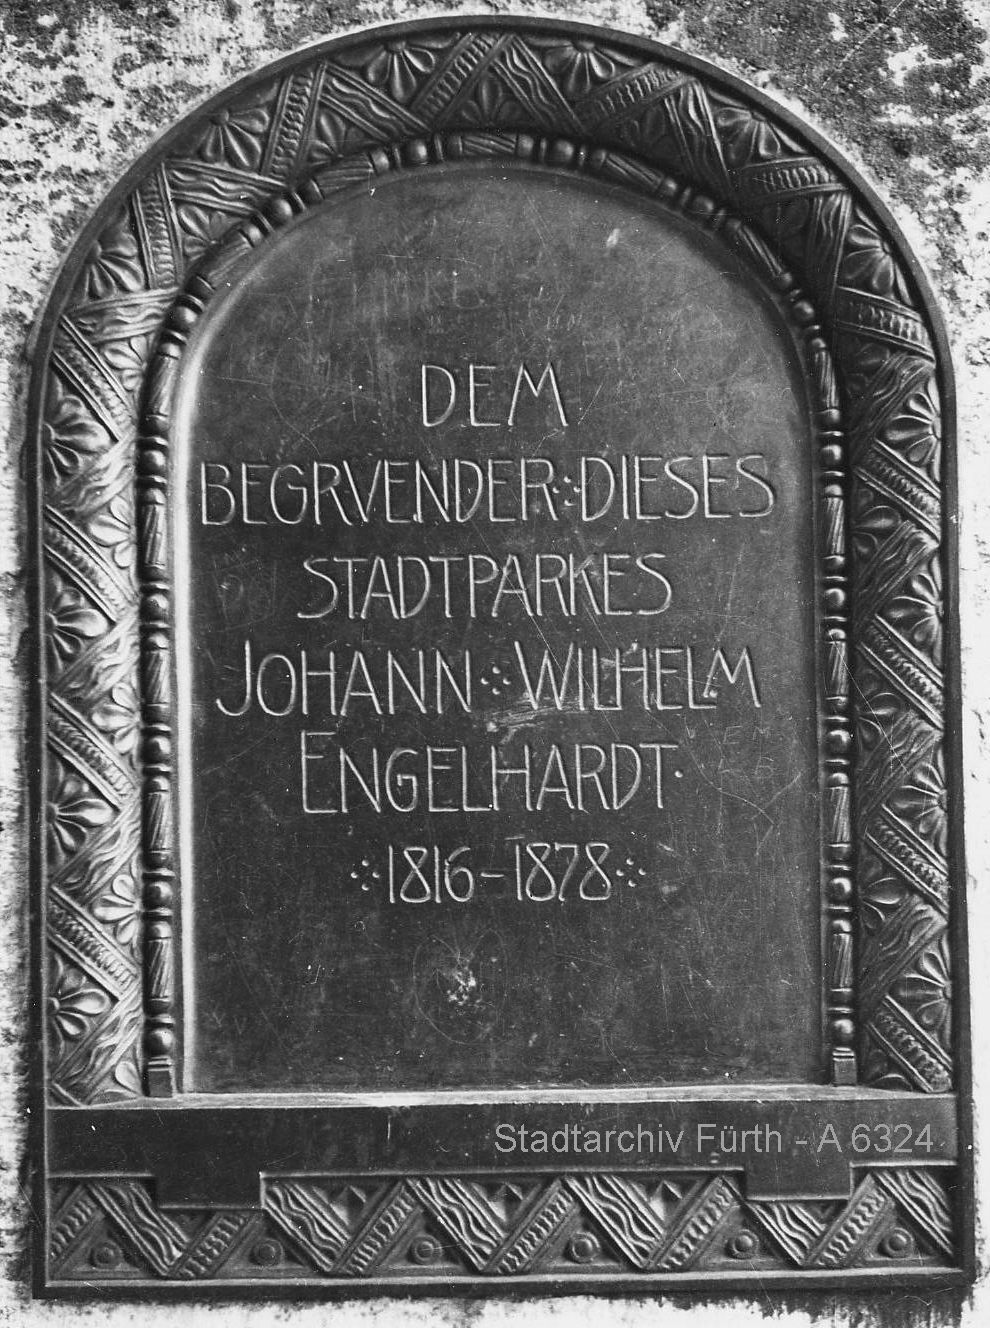 DEM
BEGRVENDER⁘DIESES
STADTPARKES
JOHANN⁘WILHELM
ENGELHARDT·
⁘1816-1878⁘
Stadtarchiv Fürth - A 6324